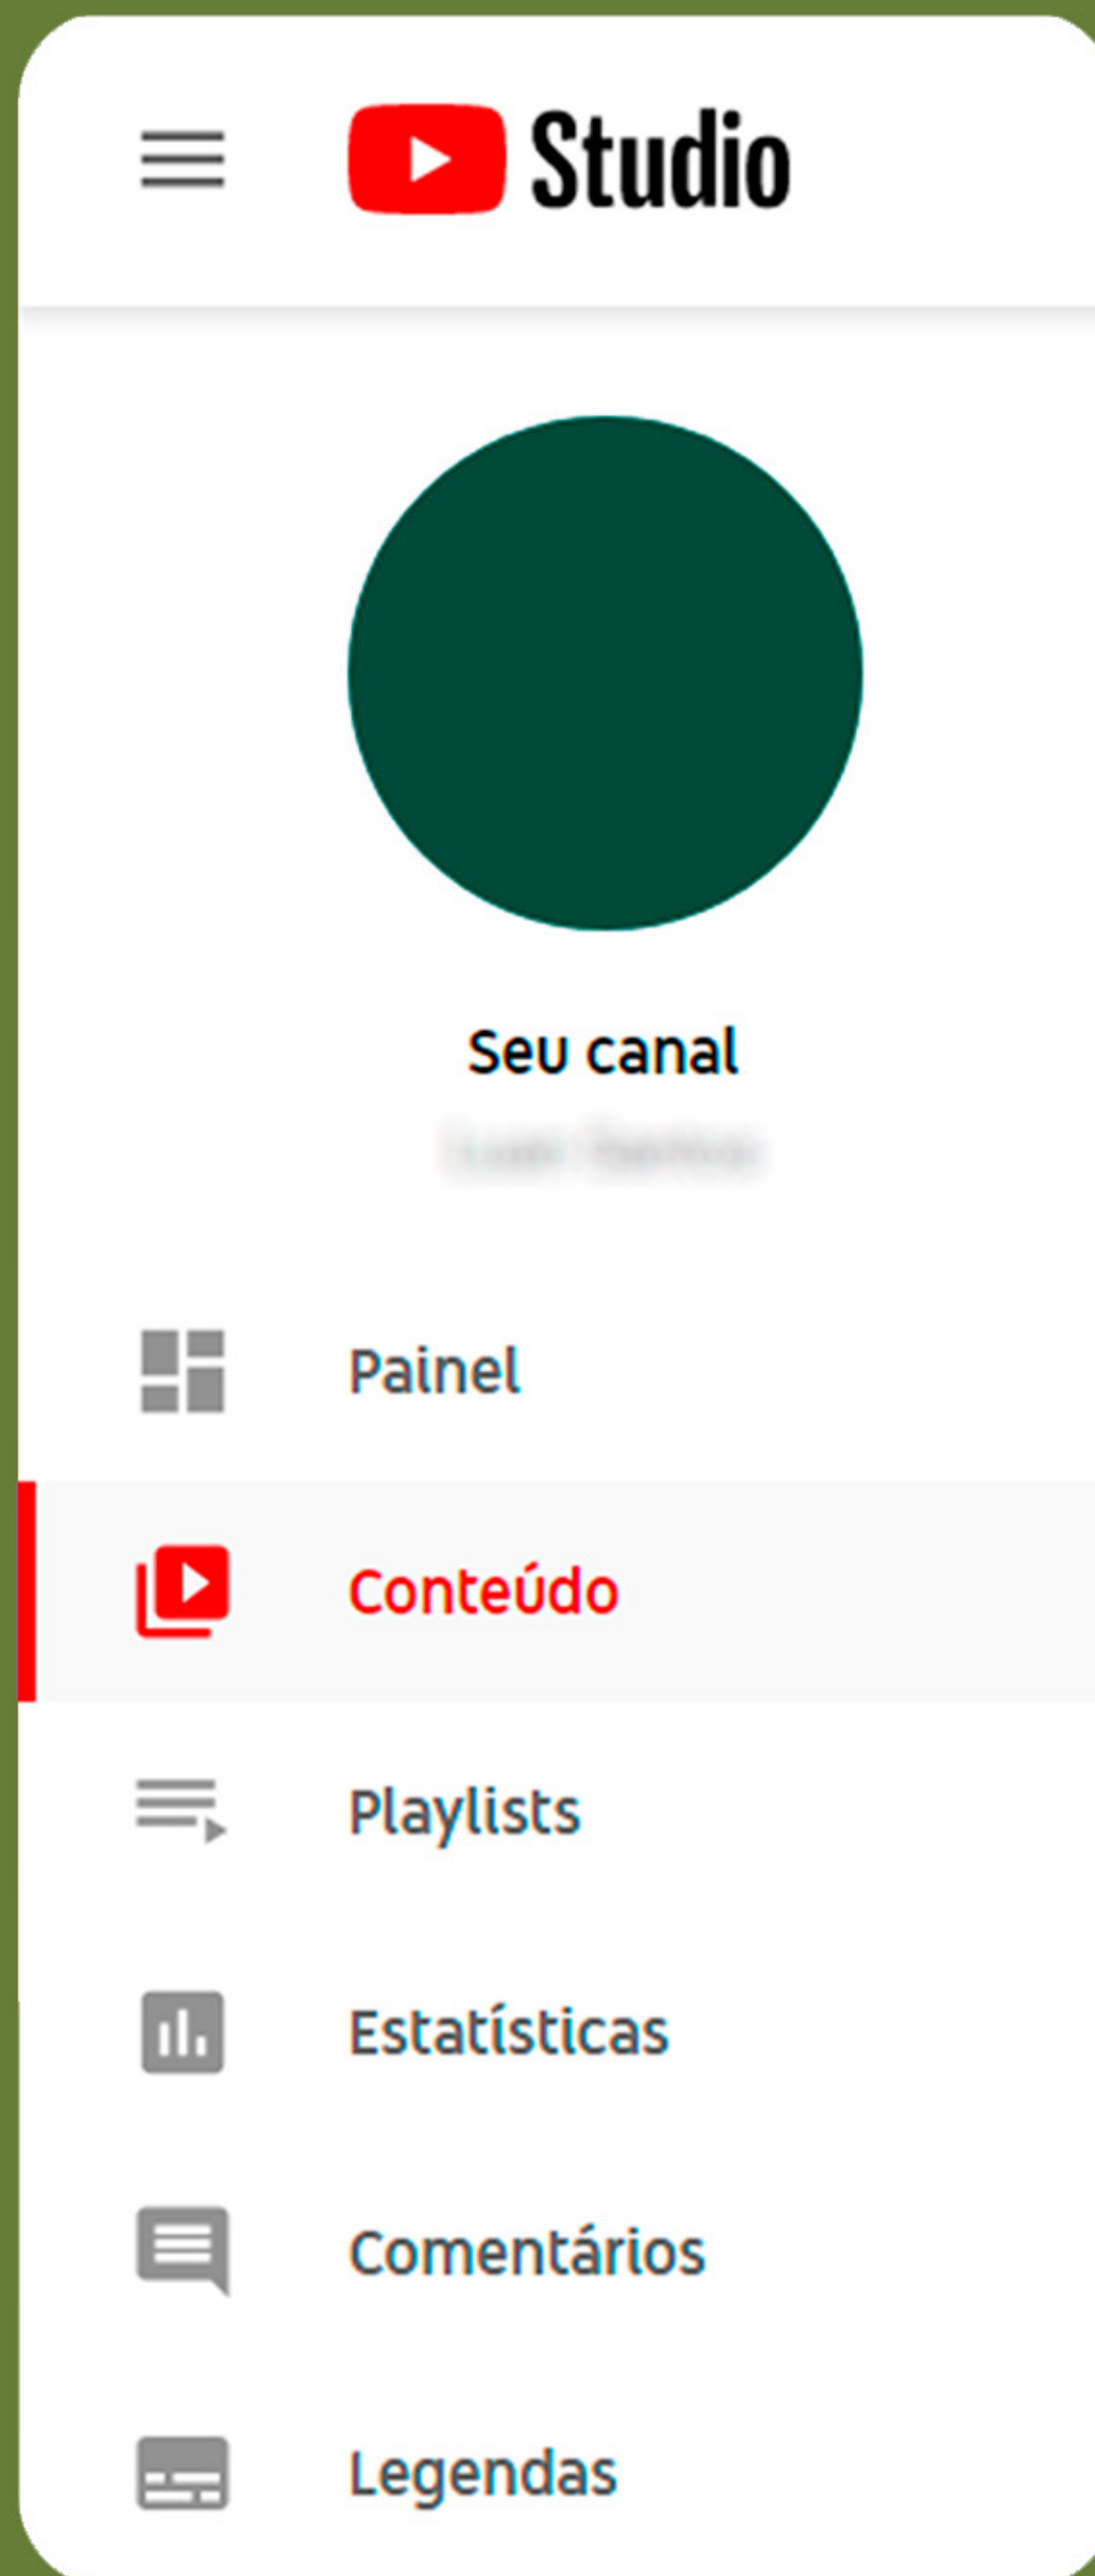 Studio
Seu canal
Painel
Conteúdo
Playlists
Estatísticas
Comentários
Legendas